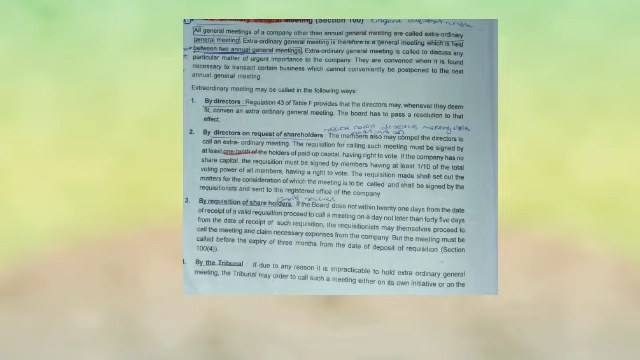 Meeting (Section 100)
All general meetings of a company other than annual general meetings are called extra-ordinary
general meeting. Extra-ordinary general meeting is therefore is a general meeting which is held
between two annual general meetings. Extra-ordinary general meeting is called to discuss any
particular matter of urgent importance to the company. They are convened when it is found
necessary to transact certain business which cannot conveniently be postponed to the next
annual general meeting.
Extraordinary meeting may be called in the following ways:
1. By directors : Regulation 43 of Table F provides that the directors may, whenever they deem
fit, conven an extra-ordinary general meeting. The board has to pass a resolution to that
effect.
2. By directors on request of shareholders : The members also may compel the directors to
call an extra- ordinary meeting. The requisition for calling such meeting must be signed by
at least one-tenth of the holders of paid-up capital, having right to vote. If the company has no
share capital, the requisition must be signed by members having at least 1/10 of the total
voting power of all members, having a right to vote. The requisition made shall set out the
matters for the consideration of which the meeting is to be called and shall be signed by the
requisitionists and sent to the registered office of the company.
3. By requisition of share holders : If the Board does not within twenty one days from the date
of receipt of a valid requisition proceed to call a meeting on a day not later than forty five days
from the date of receipt of such requisition, the requisitionists may themselves proceed to
call the meeting and claim necessary expenses from the company. But the meeting must be
called before the expiry of three months from the date of deposit of requisition (Section
100(4)).
By the Tribunal : If due to any reason it is impracticable to hold extra ordinary general
meeting, the Tribunal may order to call such a meeting either on its own initiative or on the